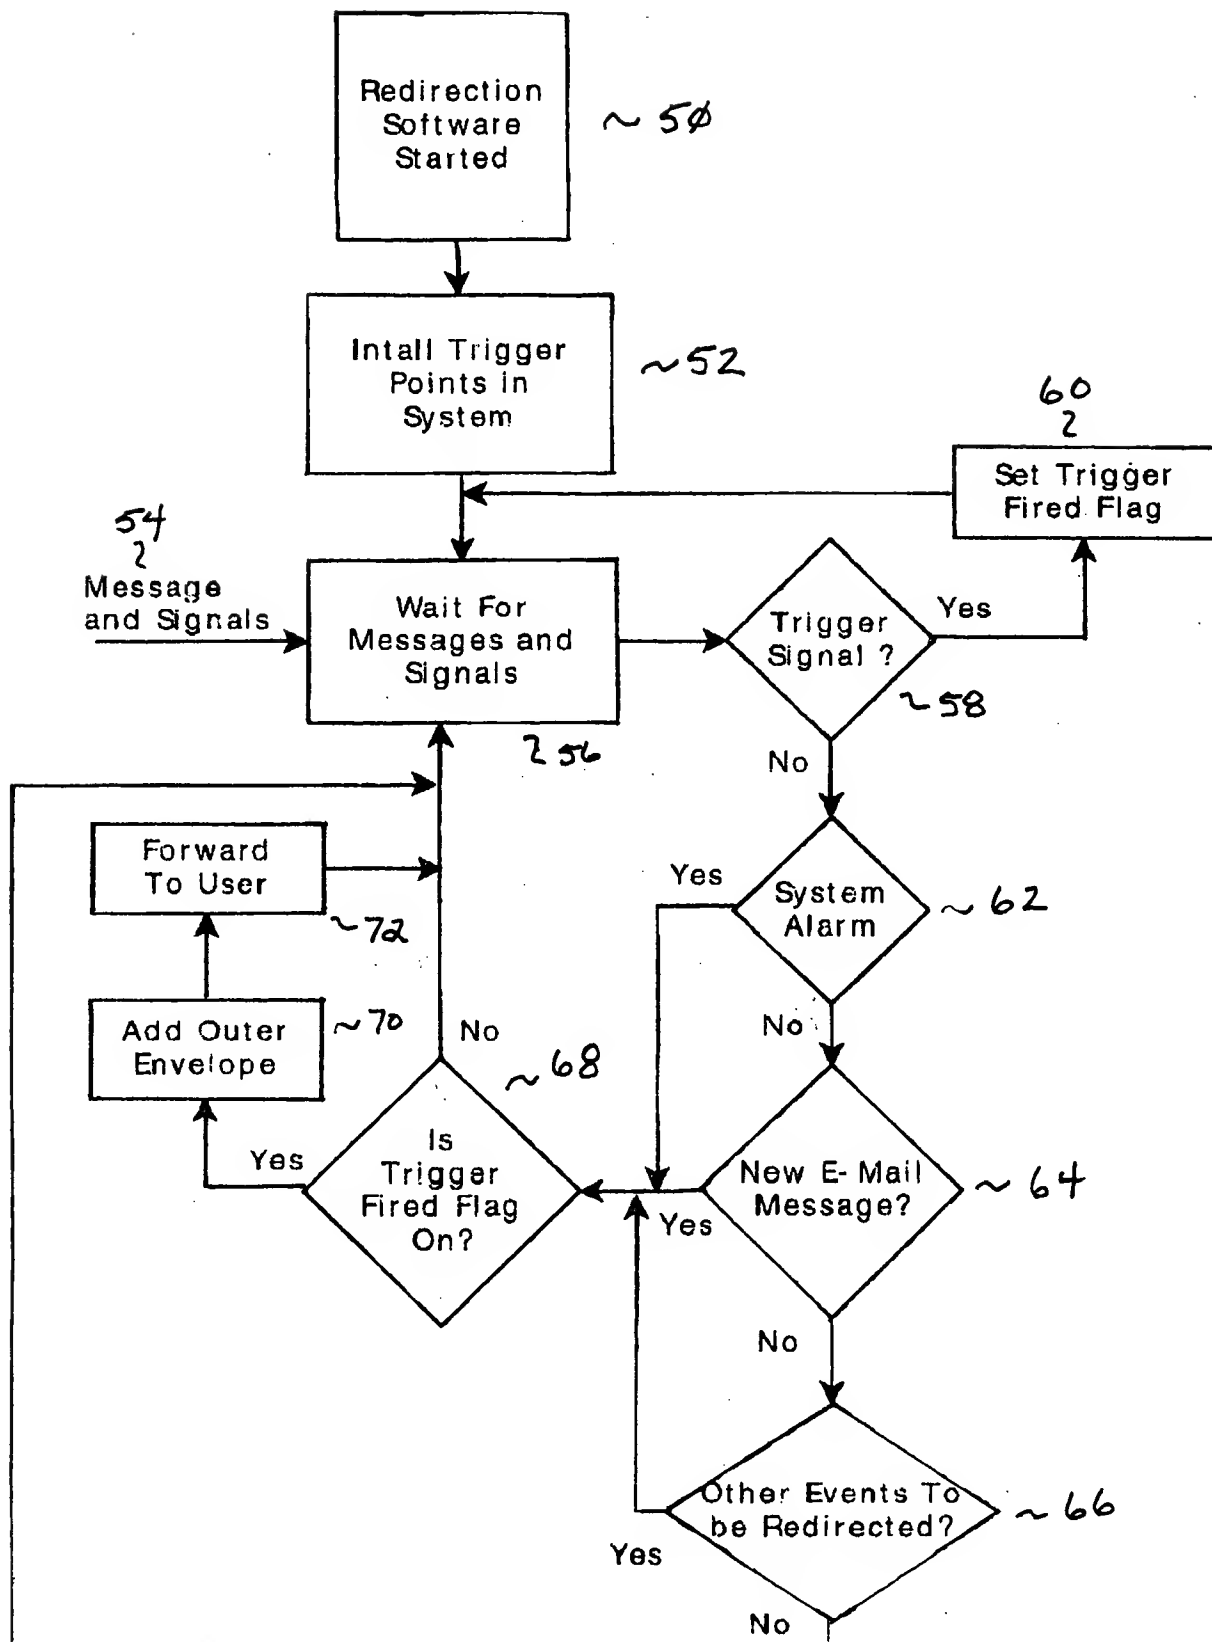 Redirection
Software
Started
~ 50
Intall Trigger
Points in
System
~52
60
Set Trigger
Fired Flag
54
Message
and Signals
Wait For
Messages and
Signals
56
Trigger
Signal ?
Yes
~58
No
Forward
To User
~72
Yes
System
Alarm
~ 62
No
Add Outer
Envelope
~70
No
~68
Yes
Is
Trigger
Fired Flag
On?
New E-Mail
Message?
~ 64
Yes
No
Other Events To
be Redirected?
~ 66
Yes
No